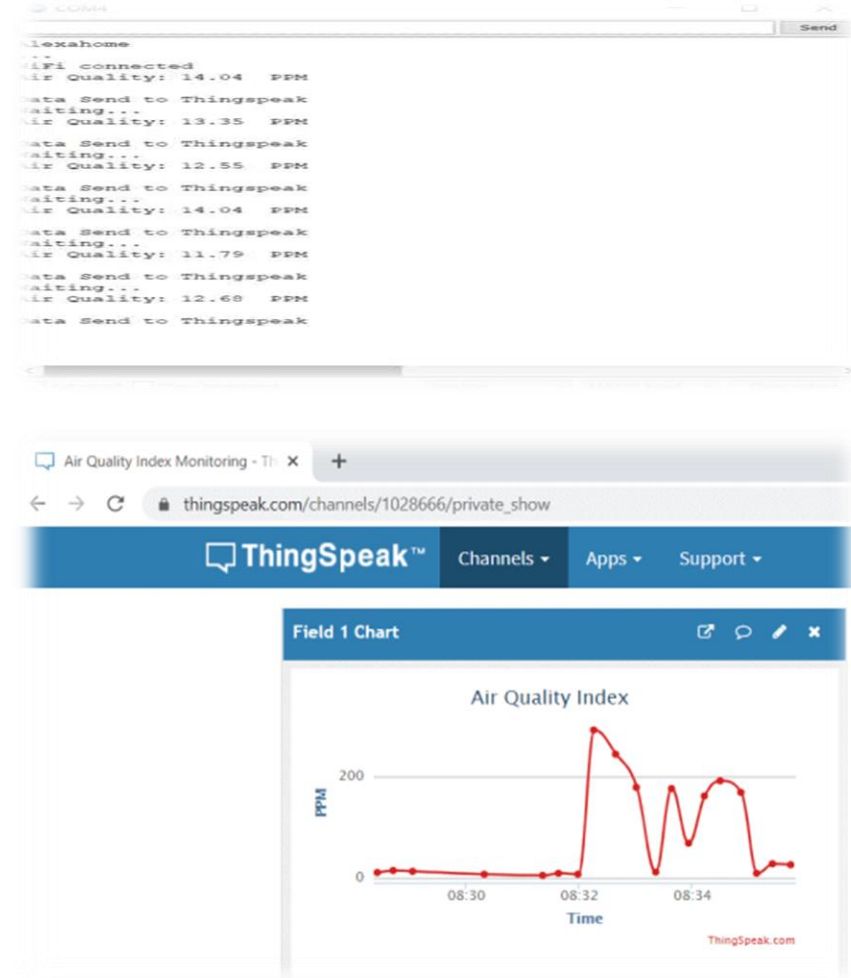 COM4
Send
lexahome
...
iFi connected
ir Quality: 14.04 PPM
ata Send to Thingspeak
aiting...
ir Quality: 13.35 PPM
ata Send to Thingspeak
aiting...
ir Quality: 12.55 PPM
ata Send to Thingspeak
aiting...
ir Quality: 14.04 PPM
ata Send to Thingspeak
aiting...
ir Quality: 11.79 PPM
ata Send to Thingspeak
aiting...
ir Quality: 12.68 PPM
ata Send to Thingspeak
Air Quality Index Monitoring - Th
thingspeak.com/channels/1028666/private_show
ThingSpeak™ Channels Apps Support
Field 1 Chart
Air Quality Index
200
PPM
0
08:30 08:32 08:34
Time
ThingSpeak.com